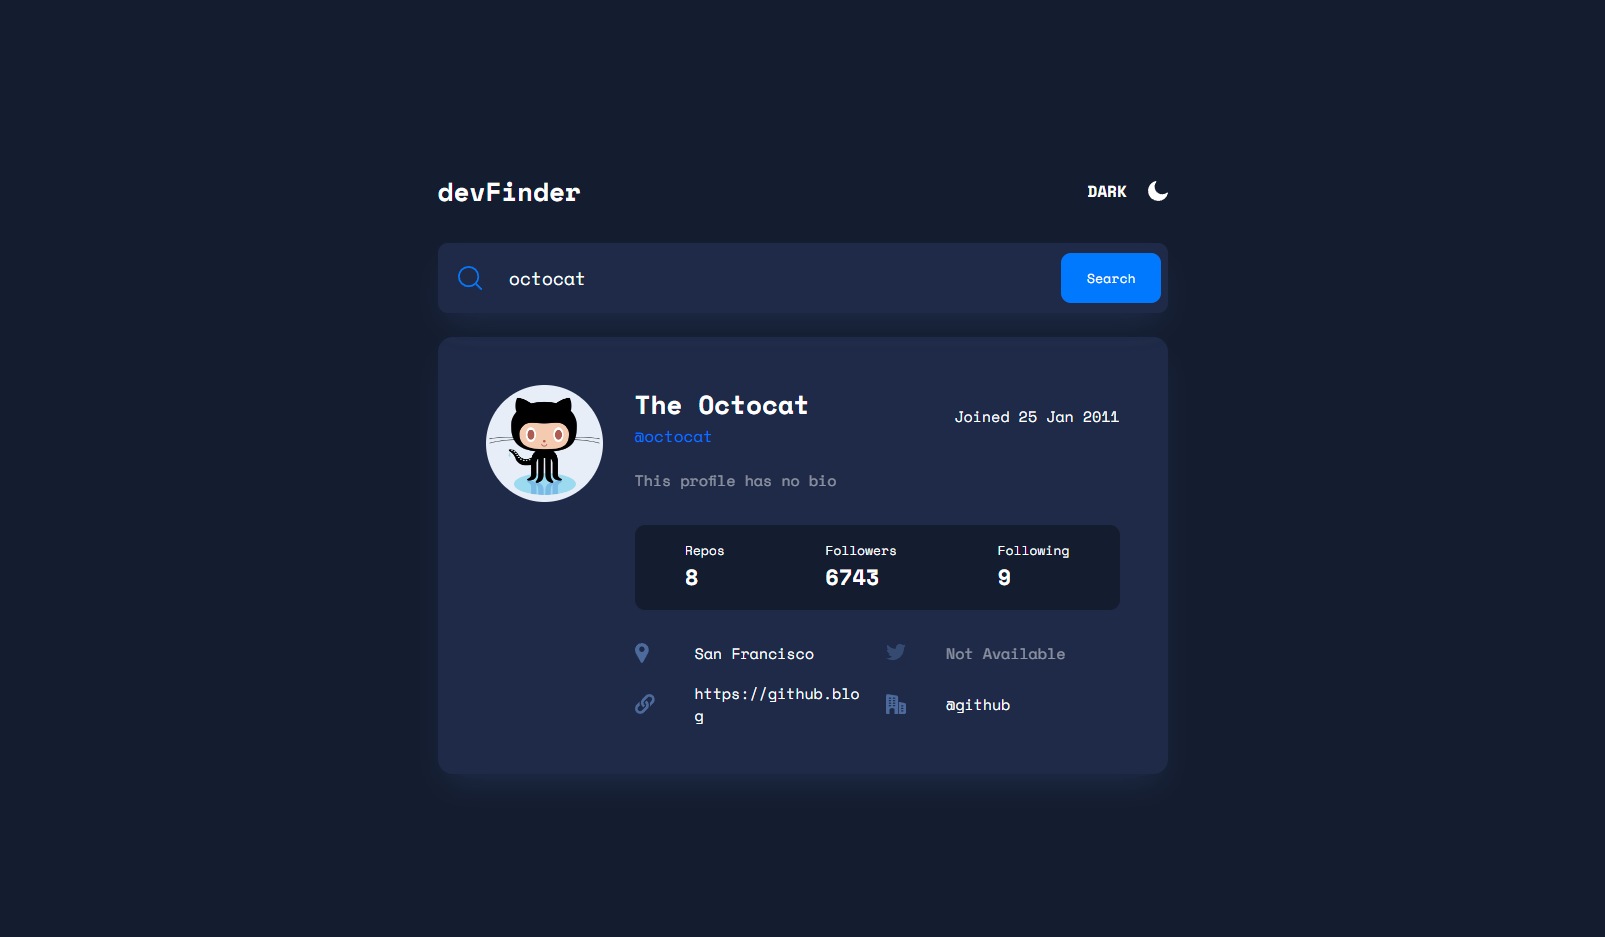 devFinder
DARK
octocat
Search
The Octocat
Joined 25 Jan 2011
@octocat
This profile has no bio
Repos
Followers
Following
8
6743
9
San Francisco
Not Available
https://github.blo
g
@github